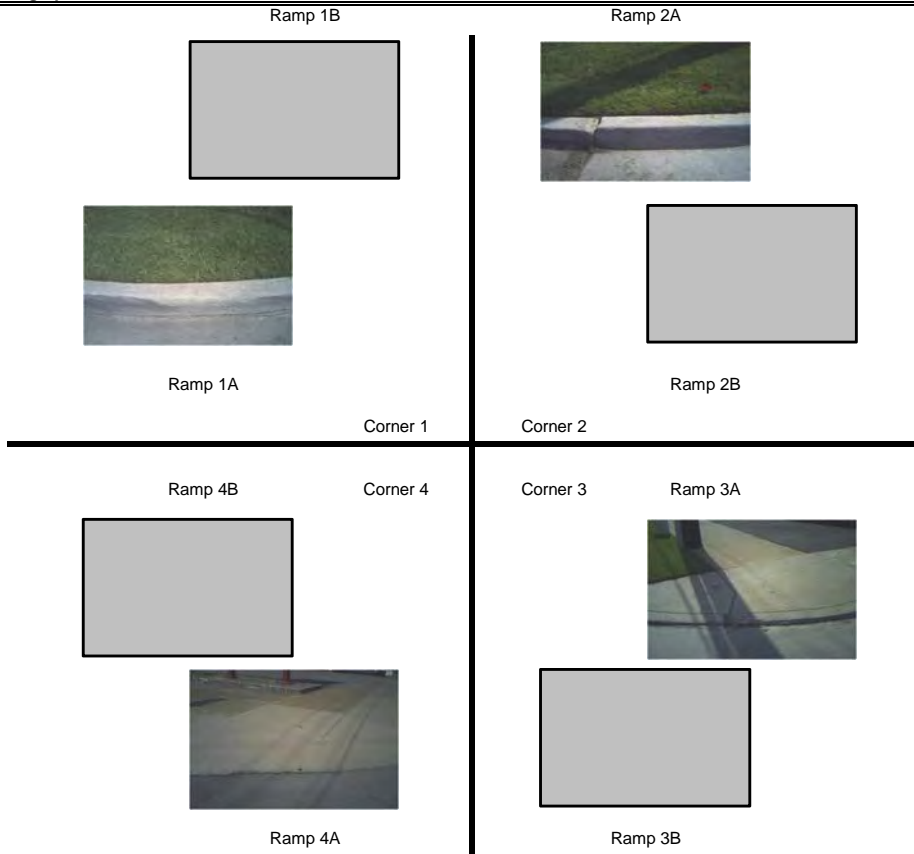 Ramp 1B
Ramp 2A
Ramp 1A
Ramp 2B
Corner 1
Corner 2
Ramp 4B
Corner 4
Corner 3
Ramp 3A
Ramp 4A
Ramp 3B